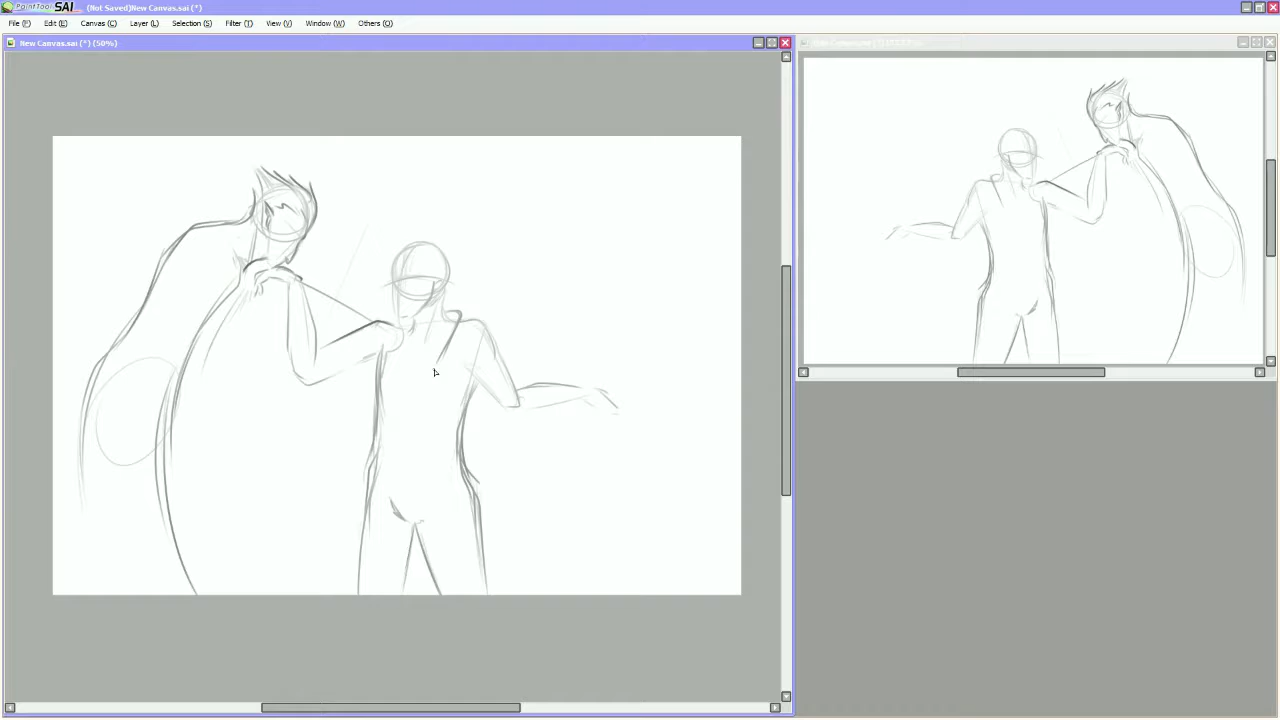 PaintTool SAI (Not Saved)New Canvas.sai (*)
File (F) Edit (E) Canvas (C) Layer (L) Selection (S) Filter (T) View (V) Window (W) Others (O)
New Canvas.sai (*) (50%)